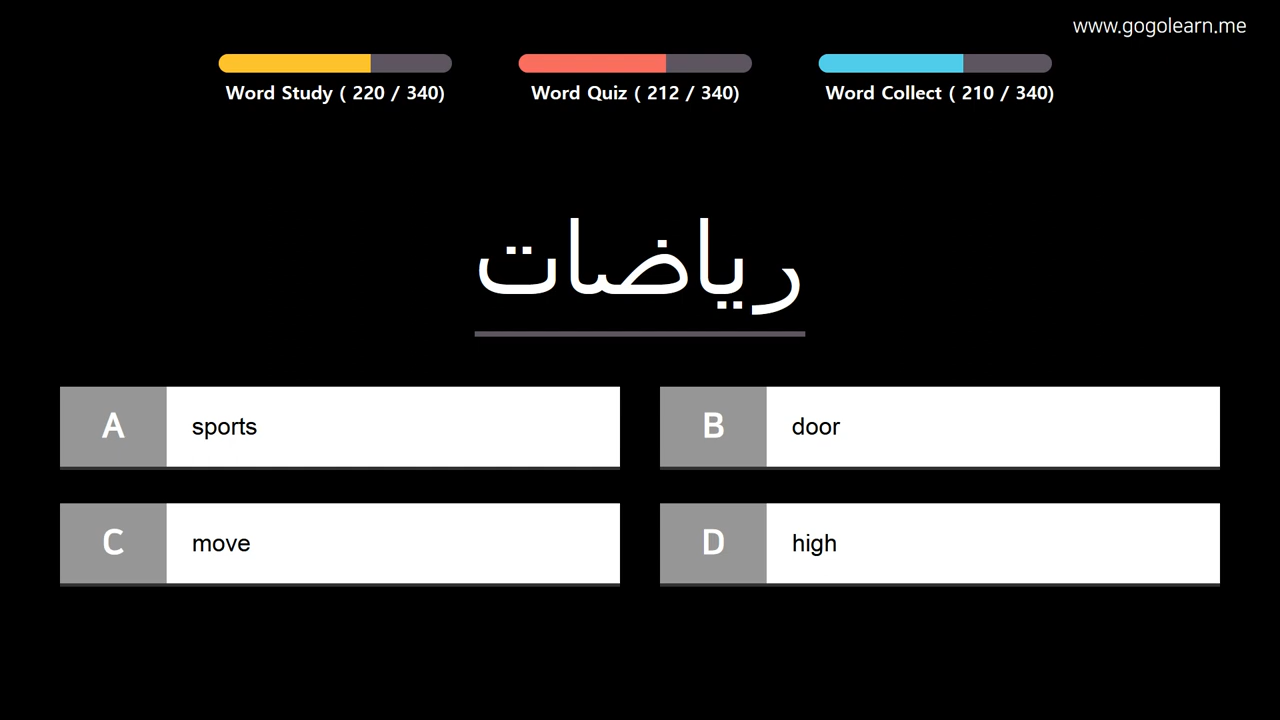 www.gogolearn.me
Word Study ( 220 / 340)
Word Quiz ( 212 / 340)
Word Collect ( 210 / 340)
رياضات
A sports
B door
C move
D high